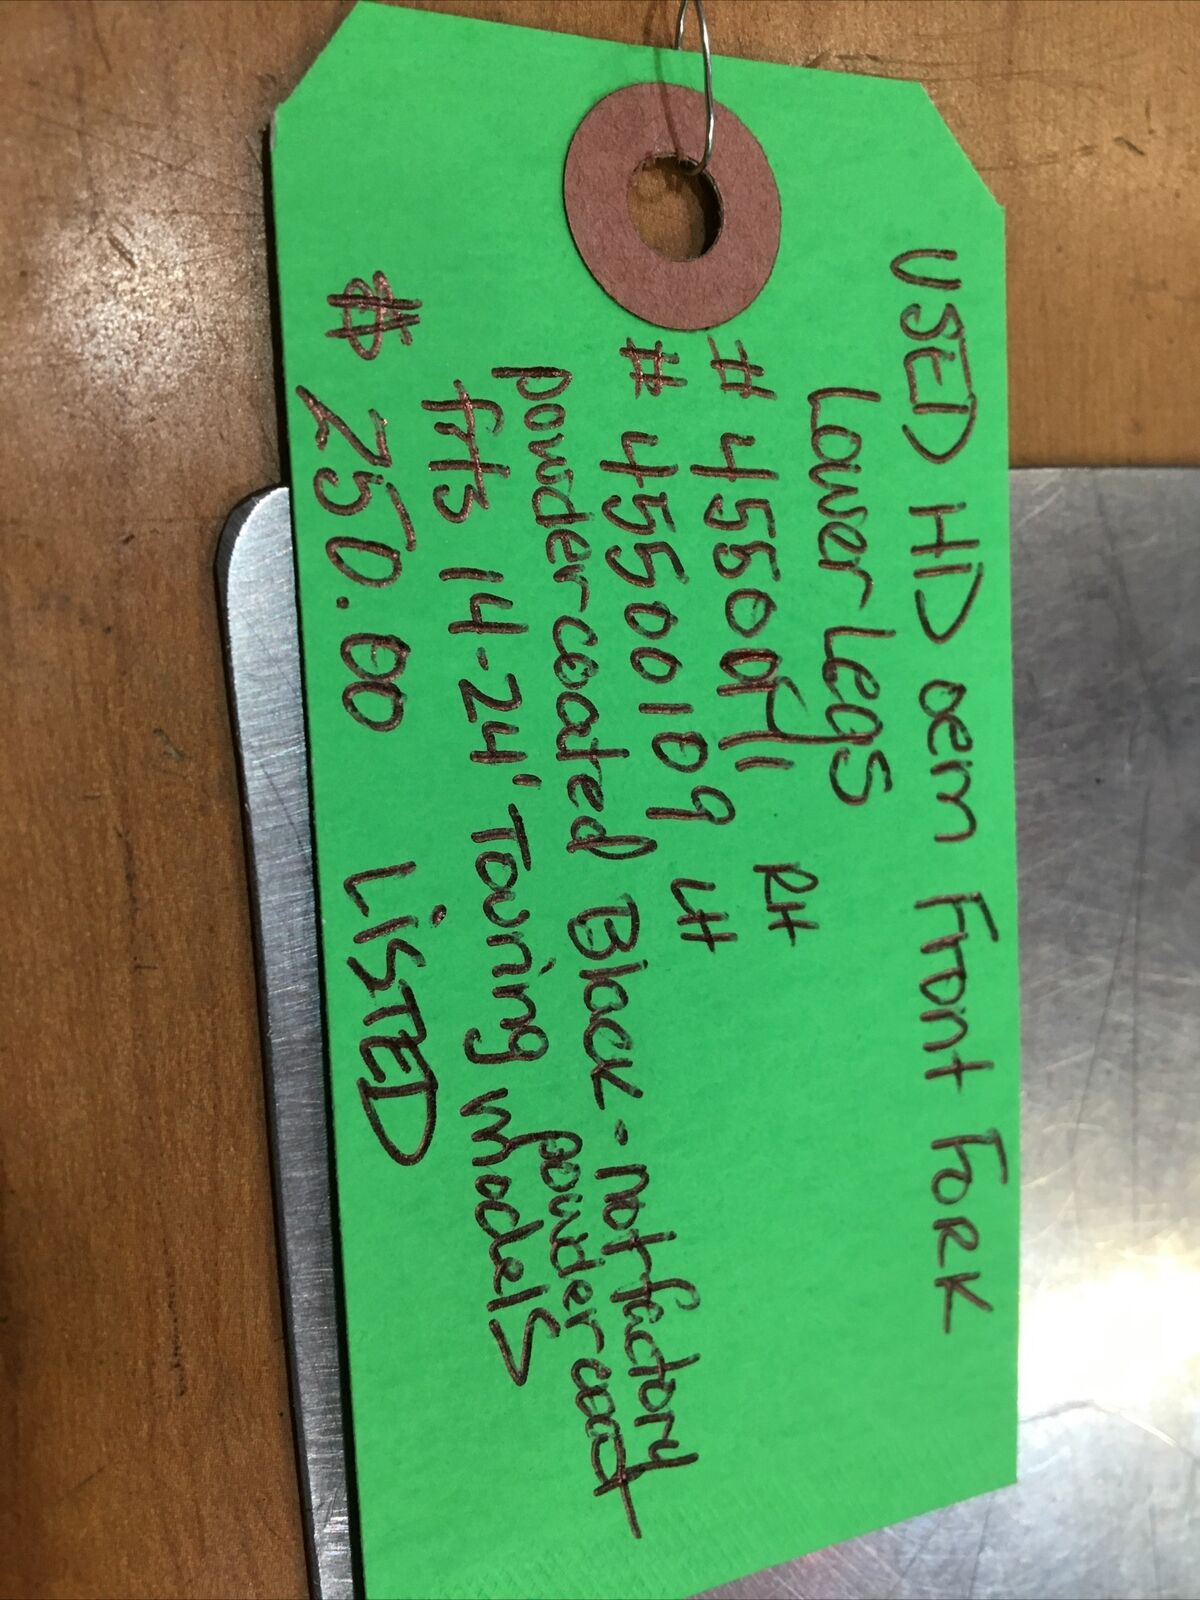 USED HD oem Front Fork
Lower Legs
# 455001 RH
# 45500109 LH
powder-coated Black - not factory
powder coat
fits 14-24' Touring models
$ 250.00 LISTED